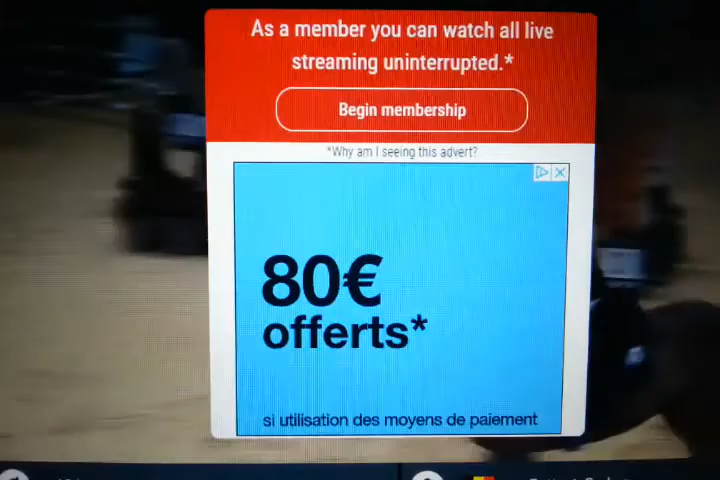 As a member you can watch all live
streaming uninterrupted.*
Begin membership
*Why am I seeing this advert?
80€
offerts*
si utilisation des moyens de paiement